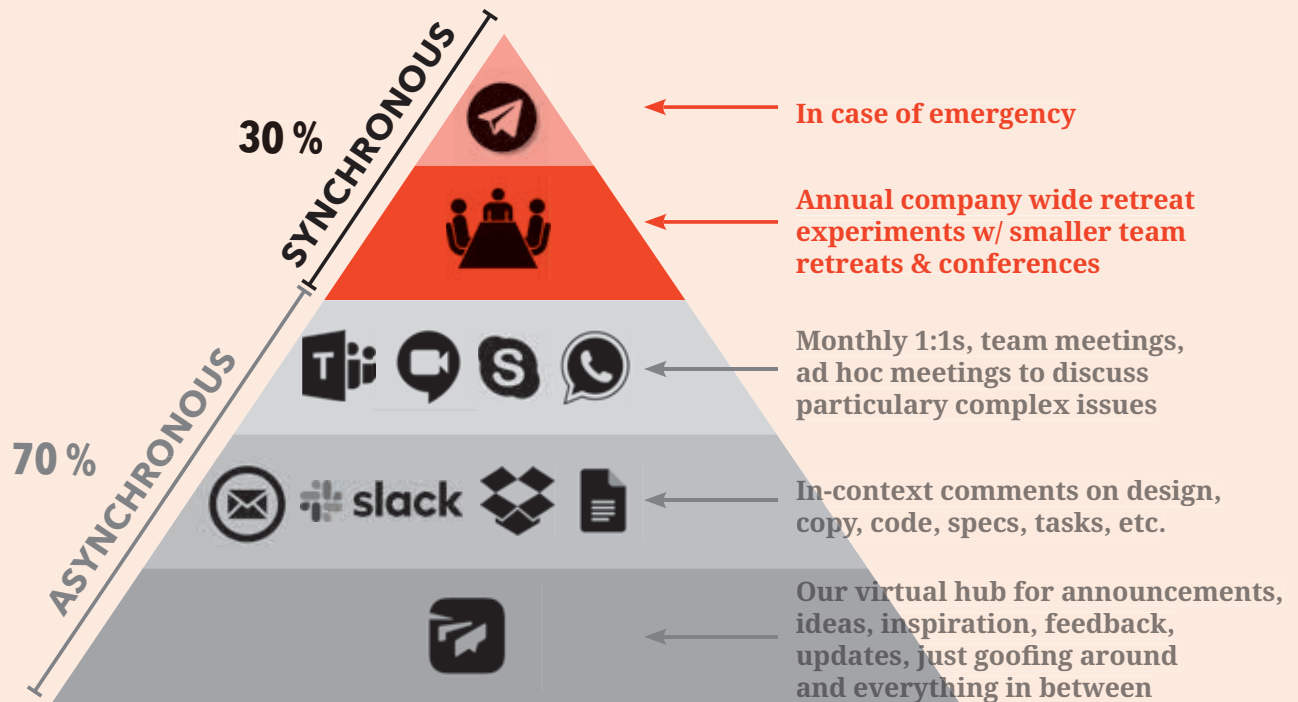 SYNCHRONOUS
30 %
In case of emergency
Annual company wide retreat
experiments w/ smaller team
retreats & conferences
T
S
Monthly 1:1s, team meetings,
ad hoc meetings to discuss
particulary complex issues
ASYNCHRONOUS
70 %
slack
In-context comments on design,
copy, code, specs, tasks, etc.
Our virtual hub for announcements,
ideas, inspiration, feedback,
updates, just goofing around
and everything in between